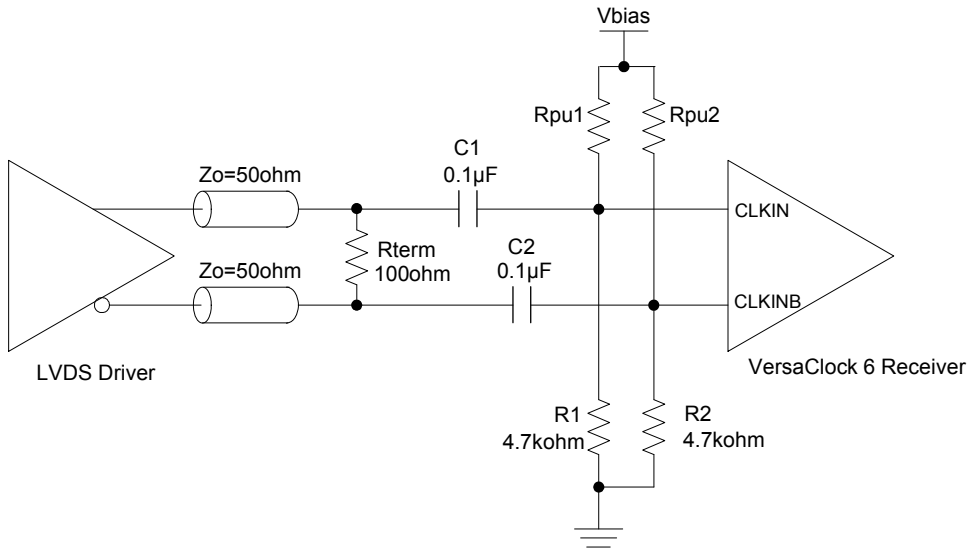 Vbias
Rpu1
Rpu2
C1
0.1µF
Zo=50ohm
CLKIN
Rterm
100ohm
C2
0.1µF
Zo=50ohm
CLKINB
LVDS Driver
VersaClock 6 Receiver
R1
4.7kohm
R2
4.7kohm